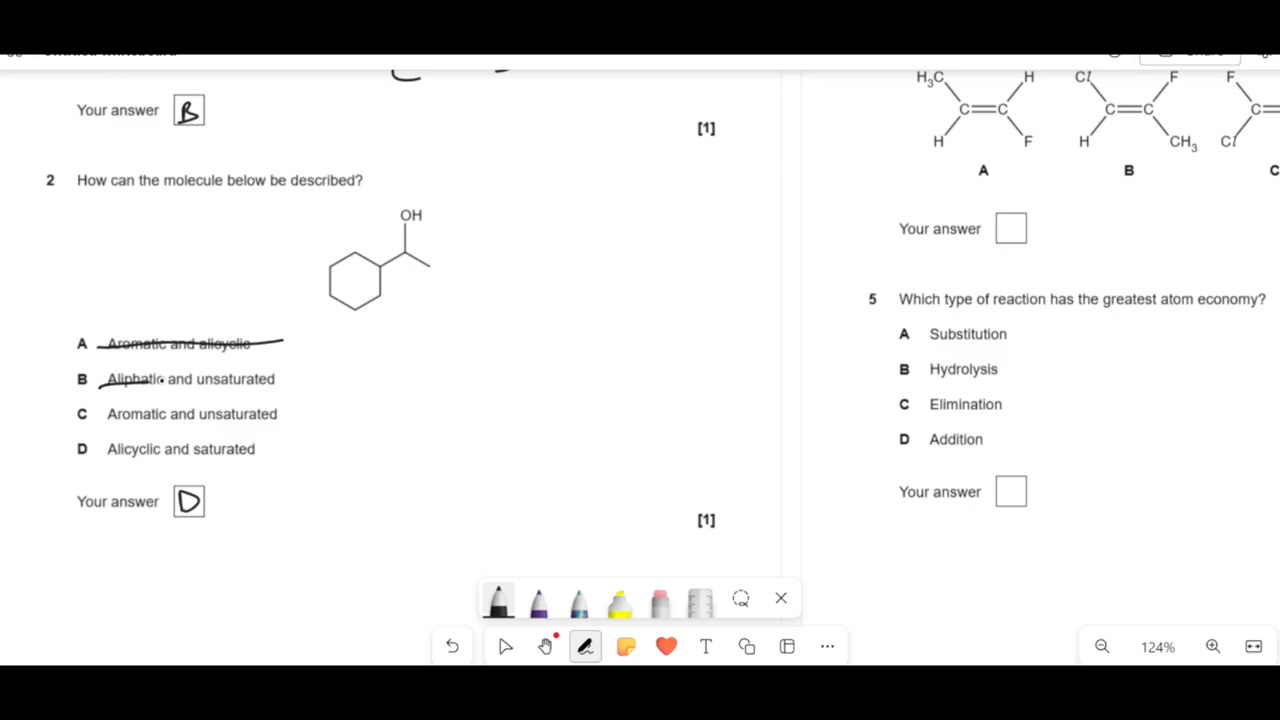 Your answer B
[1]
2 How can the molecule below be described?
OH
A Aromatic and alicyclic
B Aliphatic and unsaturated
C Aromatic and unsaturated
D Alicyclic and saturated
Your answer D
[1]
H3C H Cl F F
C C C C C
H F H CH3 Cl
A B C
Your answer
5 Which type of reaction has the greatest atom economy?
A Substitution
B Hydrolysis
C Elimination
D Addition
Your answer
T
124%